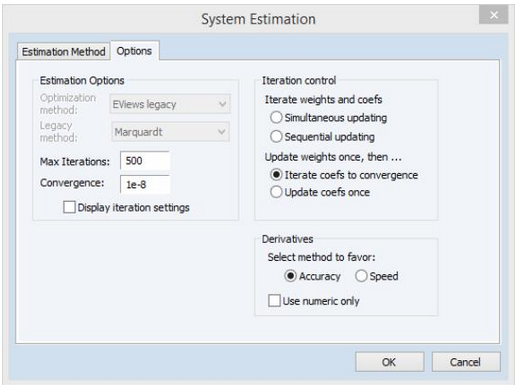 System Estimation
Estimation Method
Options
Estimation Options
Optimization
method:
EViews legacy
Legacy
method:
Marquardt
Max Iterations:
500
Convergence:
1e-8
Display iteration settings
Iteration control
Iterate weights and coefs
Simultaneous updating
Sequential updating
Update weights once, then ...
Iterate coefs to convergence
Update coefs once
Derivatives
Select method to favor:
Accuracy
Speed
Use numeric only
OK
Cancel